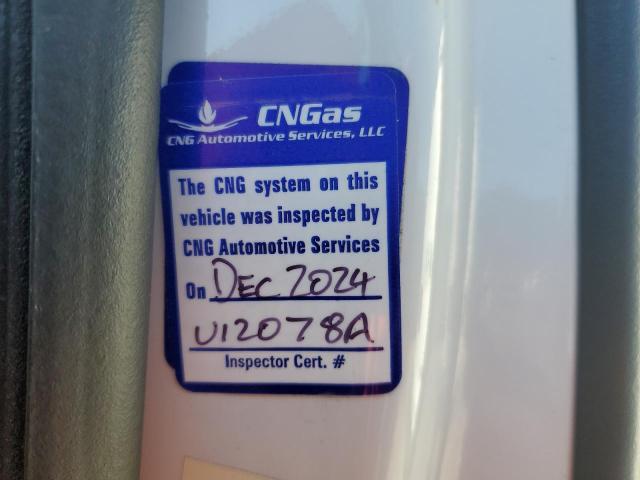 CNGas
CNG Automotive Services, LLC
The CNG system on this
vehicle was inspected by
CNG Automotive Services
On DEC 2024
U12078A
Inspector Cert. #